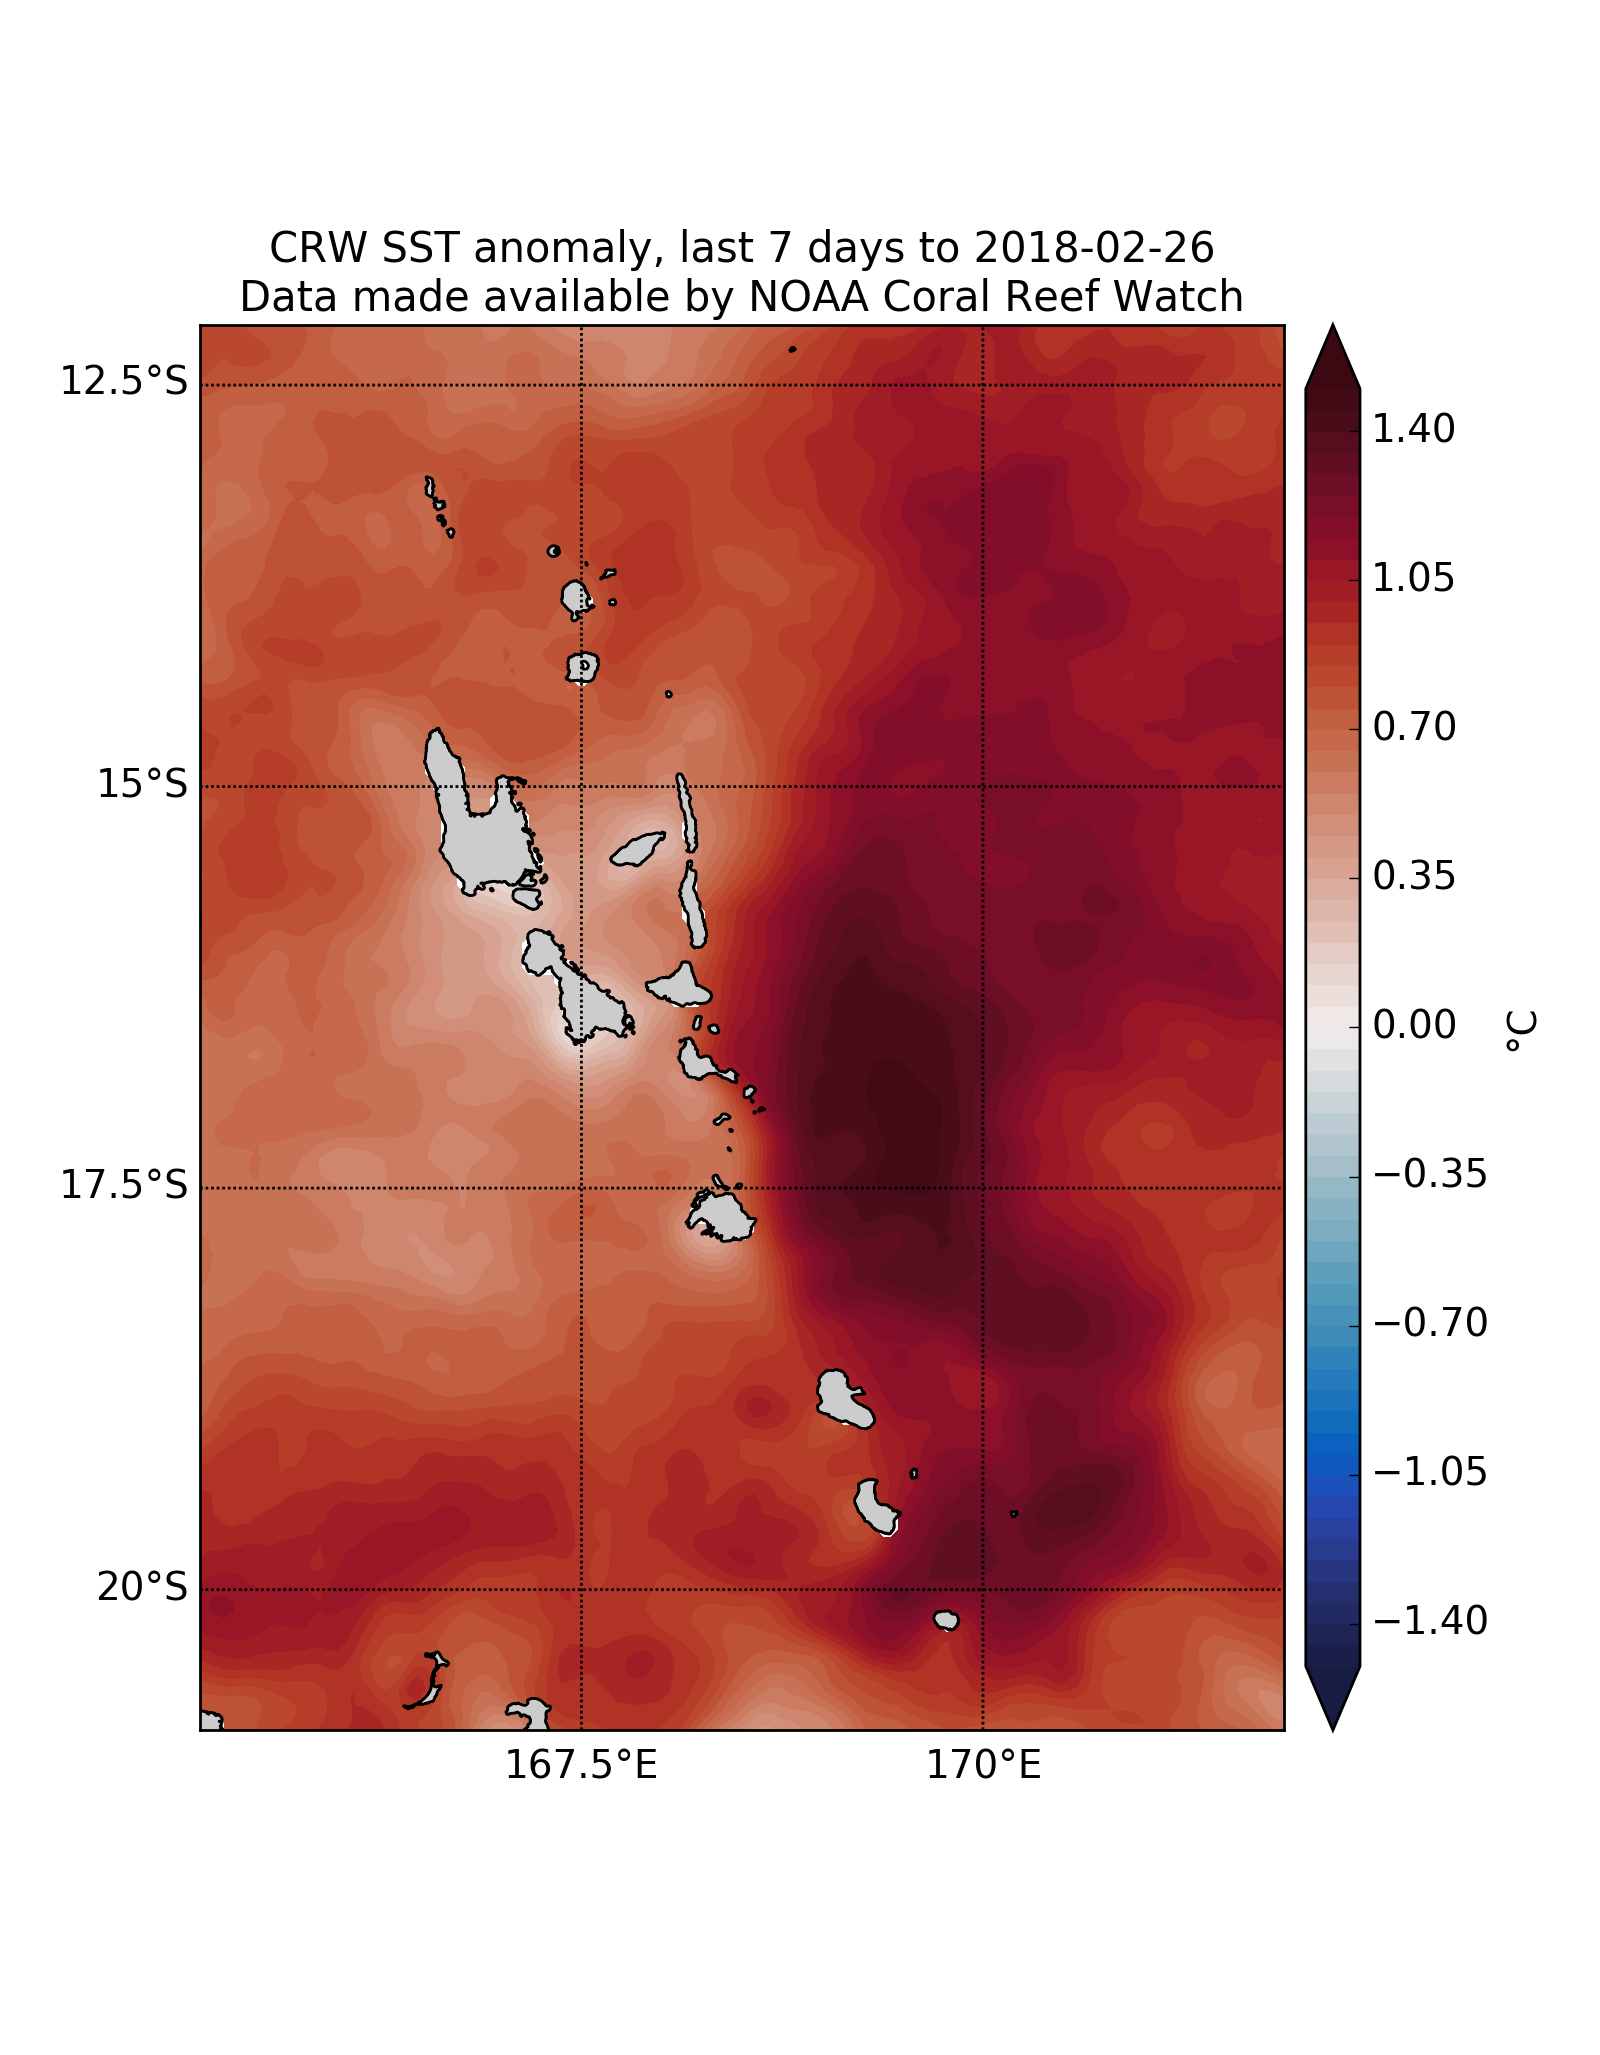 CRW SST anomaly, last 7 days to 2018-02-26
Data made available by NOAA Coral Reef Watch
12.5°S
15°S
17.5°S
20°S
167.5°E
170°E
1.40
1.05
0.70
0.35
0.00
−0.35
−0.70
−1.05
−1.40
°C